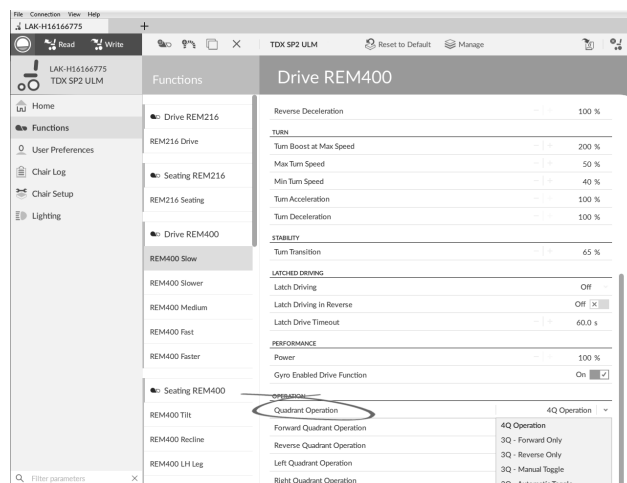 File Connection View Help
LAK-H16166775
+
Read Write TDX SP2 ULM Reset to Default Manage
LAK-H16166775
TDX SP2 ULM
Functions
Drive REM400
Home
Functions
User Preferences
Chair Log
Chair Setup
Lighting
Filter parameters
Drive REM216
REM216 Drive
Seating REM216
REM216 Seating
Drive REM400
REM400 Slow
REM400 Slower
REM400 Medium
REM400 Fast
REM400 Faster
Seating REM400
REM400 Tilt
REM400 Recline
REM400 LH Leg
Reverse Deceleration 100 %
TURN
Turn Boost at Max Speed 200 %
Max Turn Speed 50 %
Min Turn Speed 40 %
Turn Acceleration 100 %
Turn Deceleration 100 %
STABILITY
Turn Transition 65 %
LATCHED DRIVING
Latch Driving Off
Latch Driving in Reverse Off
Latch Drive Timeout 60.0 s
PERFORMANCE
Power 100 %
Gyro Enabled Drive Function On
OPERATION
Quadrant Operation 4Q Operation
Forward Quadrant Operation
Reverse Quadrant Operation
Left Quadrant Operation
Right Quadrant Operation
4Q Operation
3Q - Forward Only
3Q - Reverse Only
3Q - Manual Toggle
3Q - Automatic Toggle